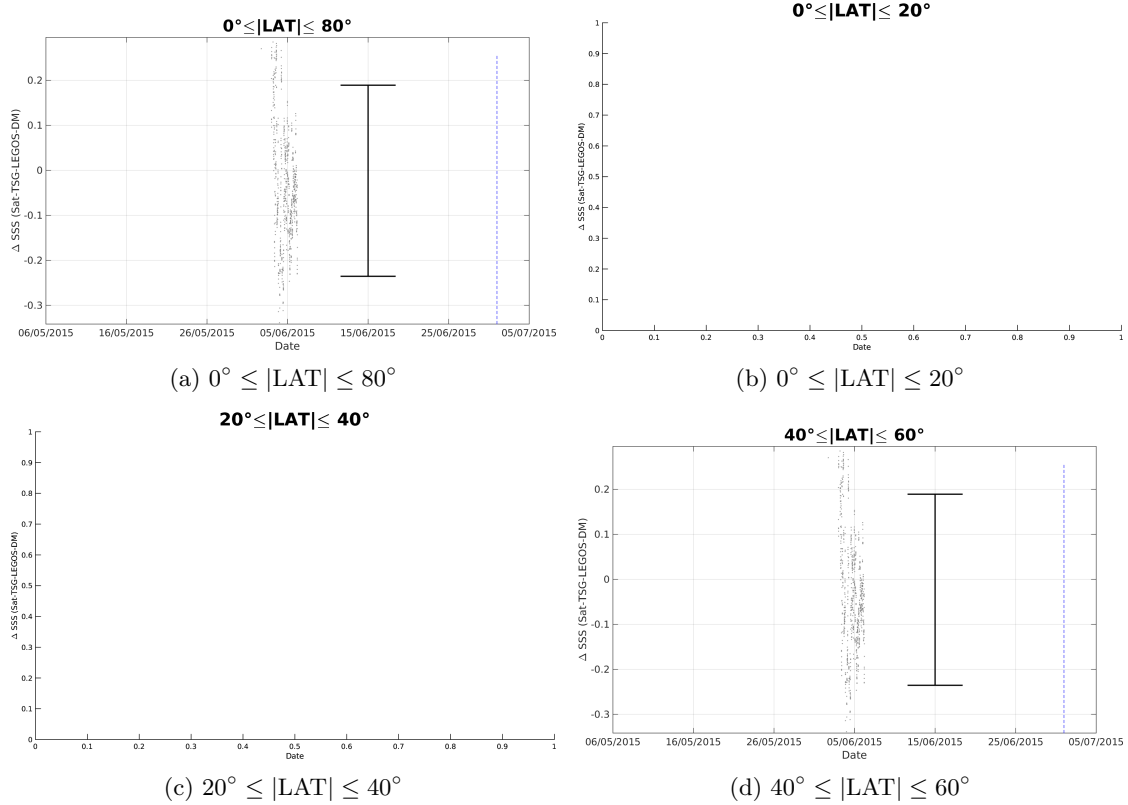 0°≤|LAT|≤ 80°
Δ SSS (Sat-TSG-LEGOS-DM)
0.2
0.1
0
-0.1
-0.2
-0.3
06/05/2015 16/05/2015 26/05/2015 05/06/2015 15/06/2015 25/06/2015 05/07/2015
Date
(a) 0° ≤ |LAT| ≤ 80°
0°≤|LAT|≤ 20°
Δ SSS (Sat-TSG-LEGOS-DM)
1
0.9
0.8
0.7
0.6
0.5
0.4
0.3
0.2
0.1
0
0 0.1 0.2 0.3 0.4 0.5 0.6 0.7 0.8 0.9 1
Date
(b) 0° ≤ |LAT| ≤ 20°
20°≤|LAT|≤ 40°
Δ SSS (Sat-TSG-LEGOS-DM)
1
0.9
0.8
0.7
0.6
0.5
0.4
0.3
0.2
0.1
0
0 0.1 0.2 0.3 0.4 0.5 0.6 0.7 0.8 0.9 1
Date
(c) 20° ≤ |LAT| ≤ 40°
40°≤|LAT|≤ 60°
Δ SSS (Sat-TSG-LEGOS-DM)
0.2
0.1
0
-0.1
-0.2
-0.3
06/05/2015 16/05/2015 26/05/2015 05/06/2015 15/06/2015 25/06/2015 05/07/2015
Date
(d) 40° ≤ |LAT| ≤ 60°